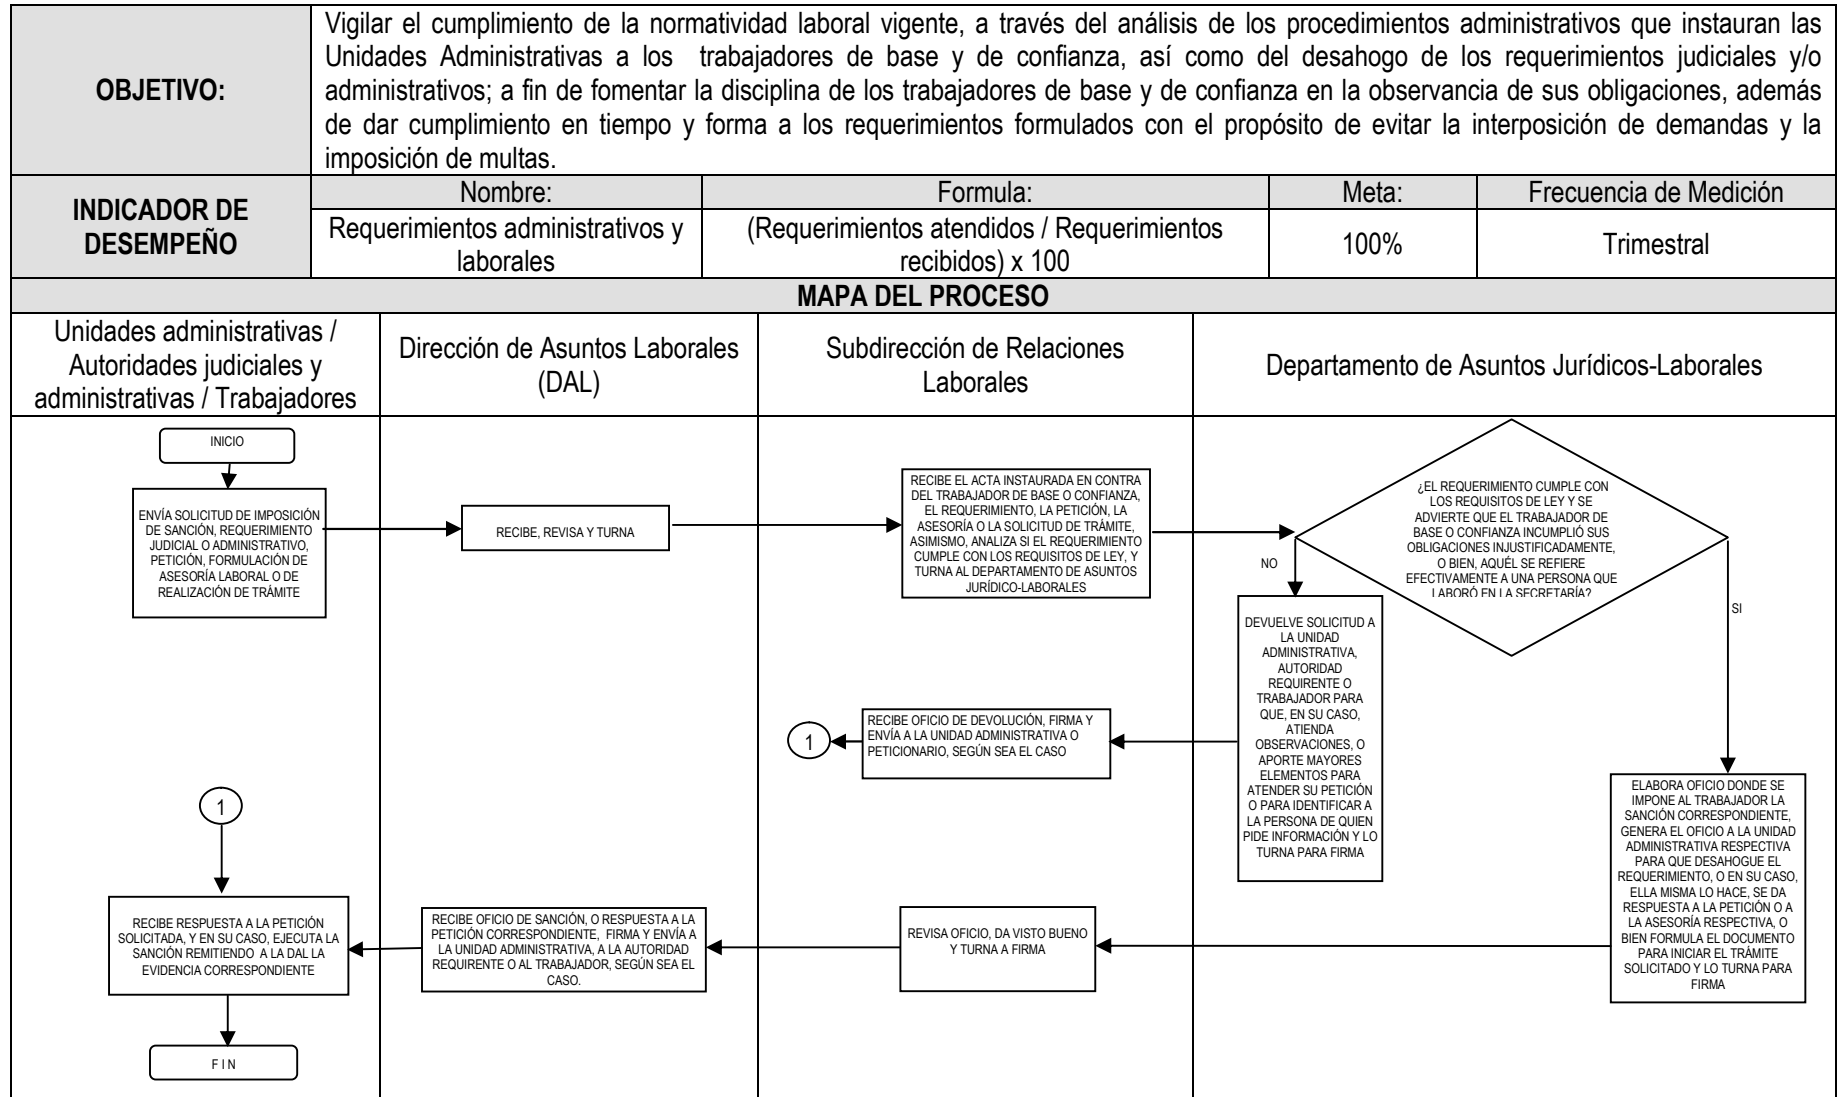 OBJETIVO:
Vigilar el cumplimiento de la normatividad laboral vigente, a través del análisis de los procedimientos administrativos que instauran las
Unidades Administrativas a los trabajadores de base y de confianza, así como del desahogo de los requerimientos judiciales y/o
administrativos; a fin de fomentar la disciplina de los trabajadores de base y de confianza en la observancia de sus obligaciones, además
de dar cumplimiento en tiempo y forma a los requerimientos formulados con el propósito de evitar la interposición de demandas y la
imposición de multas.
INDICADOR DE
DESEMPEÑO
Nombre:
Formula:
Meta:
Frecuencia de Medición
Requerimientos administrativos y
laborales
(Requerimientos atendidos / Requerimientos
recibidos) x 100
100%
Trimestral
MAPA DEL PROCESO
Unidades administrativas /
Autoridades judiciales y
administrativas / Trabajadores
Dirección de Asuntos Laborales
(DAL)
Subdirección de Relaciones
Laborales
Departamento de Asuntos Jurídicos-Laborales
INICIO
ENVÍA SOLICITUD DE IMPOSICIÓN
DE SANCIÓN, REQUERIMIENTO
JUDICIAL O ADMINISTRATIVO,
PETICIÓN, FORMULACIÓN DE
ASESORÍA LABORAL O DE
REALIZACIÓN DE TRÁMITE
RECIBE, REVISA Y TURNA
RECIBE EL ACTA INSTAURADA EN CONTRA
DEL TRABAJADOR DE BASE O CONFIANZA,
EL REQUERIMIENTO, LA PETICIÓN, LA
ASESORÍA O LA SOLICITUD DE TRÁMITE,
ASIMISMO, ANALIZA SI EL REQUERIMIENTO
CUMPLE CON LOS REQUISITOS DE LEY, Y
TURNA AL DEPARTAMENTO DE ASUNTOS
JURÍDICO-LABORALES
¿EL REQUERIMIENTO CUMPLE CON
LOS REQUISITOS DE LEY Y SE
ADVIERTE QUE EL TRABAJADOR DE
BASE O CONFIANZA INCUMPLIÓ SUS
OBLIGACIONES INJUSTIFICADAMENTE,
O BIEN, AQUÉL SE REFIERE
EFECTIVAMENTE A UNA PERSONA QUE
LABORÓ EN LA SECRETARÍA?
NO
SI
DEVUELVE SOLICITUD A
LA UNIDAD
ADMINISTRATIVA,
AUTORIDAD
REQUIRENTE O
TRABAJADOR PARA
QUE, EN SU CASO,
ATIENDA
OBSERVACIONES, O
APORTE MAYORES
ELEMENTOS PARA
ATENDER SU PETICIÓN
O PARA IDENTIFICAR A
LA PERSONA DE QUIEN
PIDE INFORMACIÓN Y LO
TURNA PARA FIRMA
RECIBE OFICIO DE DEVOLUCIÓN, FIRMA Y
ENVÍA A LA UNIDAD ADMINISTRATIVA O
PETICIONARIO, SEGÚN SEA EL CASO
1
1
ELABORA OFICIO DONDE SE
IMPONE AL TRABAJADOR LA
SANCIÓN CORRESPONDIENTE,
GENERA EL OFICIO A LA UNIDAD
ADMINISTRATIVA RESPECTIVA
PARA QUE DESAHOGUE EL
REQUERIMIENTO, O EN SU CASO,
ELLA MISMA LO HACE, SE DA
RESPUESTA A LA PETICIÓN O A
LA ASESORÍA RESPECTIVA, O
BIEN FORMULA EL DOCUMENTO
PARA INICIAR EL TRÁMITE
SOLICITADO Y LO TURNA PARA
FIRMA
REVISA OFICIO, DA VISTO BUENO
Y TURNA A FIRMA
RECIBE OFICIO DE SANCIÓN, O RESPUESTA A LA
PETICIÓN CORRESPONDIENTE, FIRMA Y ENVÍA A
LA UNIDAD ADMINISTRATIVA, A LA AUTORIDAD
REQUIRENTE O AL TRABAJADOR, SEGÚN SEA EL
CASO.
RECIBE RESPUESTA A LA PETICIÓN
SOLICITADA, Y EN SU CASO, EJECUTA LA
SANCIÓN REMITIENDO A LA DAL LA
EVIDENCIA CORRESPONDIENTE
F I N